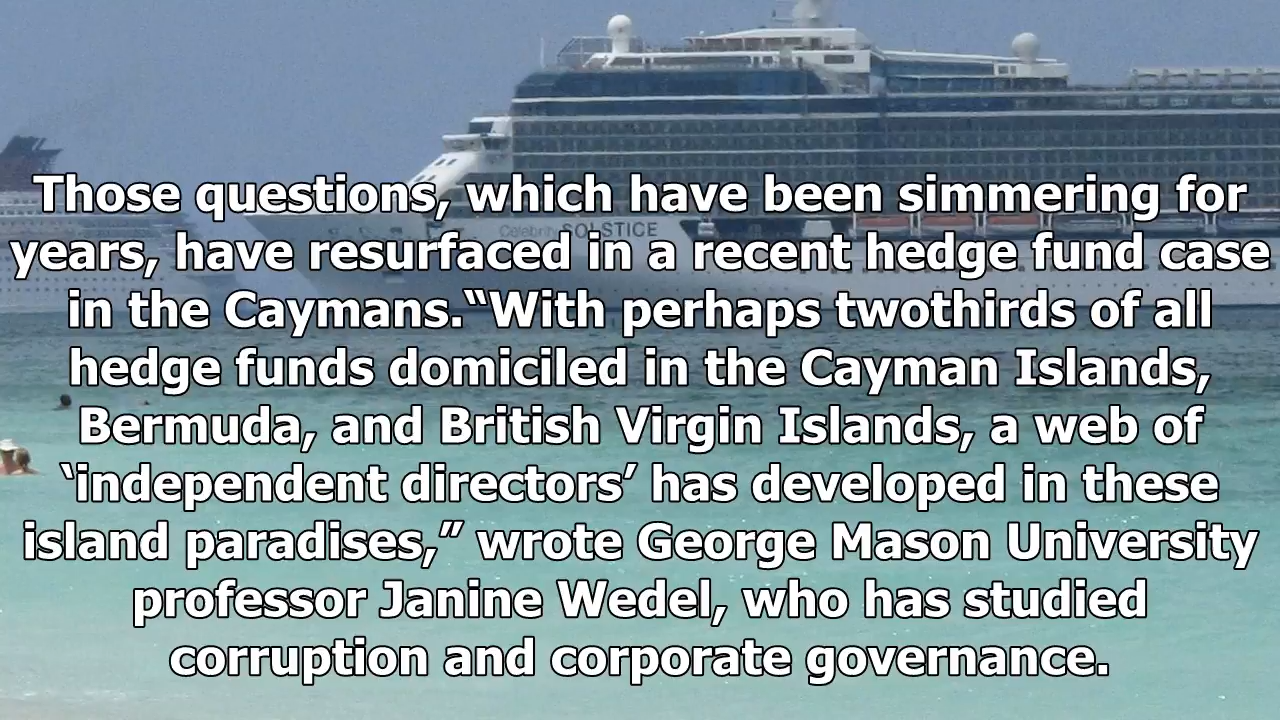 Celebrity SOLSTICE
Those questions, which have been simmering for
years, have resurfaced in a recent hedge fund case
in the Caymans.“With perhaps twothirds of all
hedge funds domiciled in the Cayman Islands,
Bermuda, and British Virgin Islands, a web of
‘independent directors’ has developed in these
island paradises,” wrote George Mason University
professor Janine Wedel, who has studied
corruption and corporate governance.